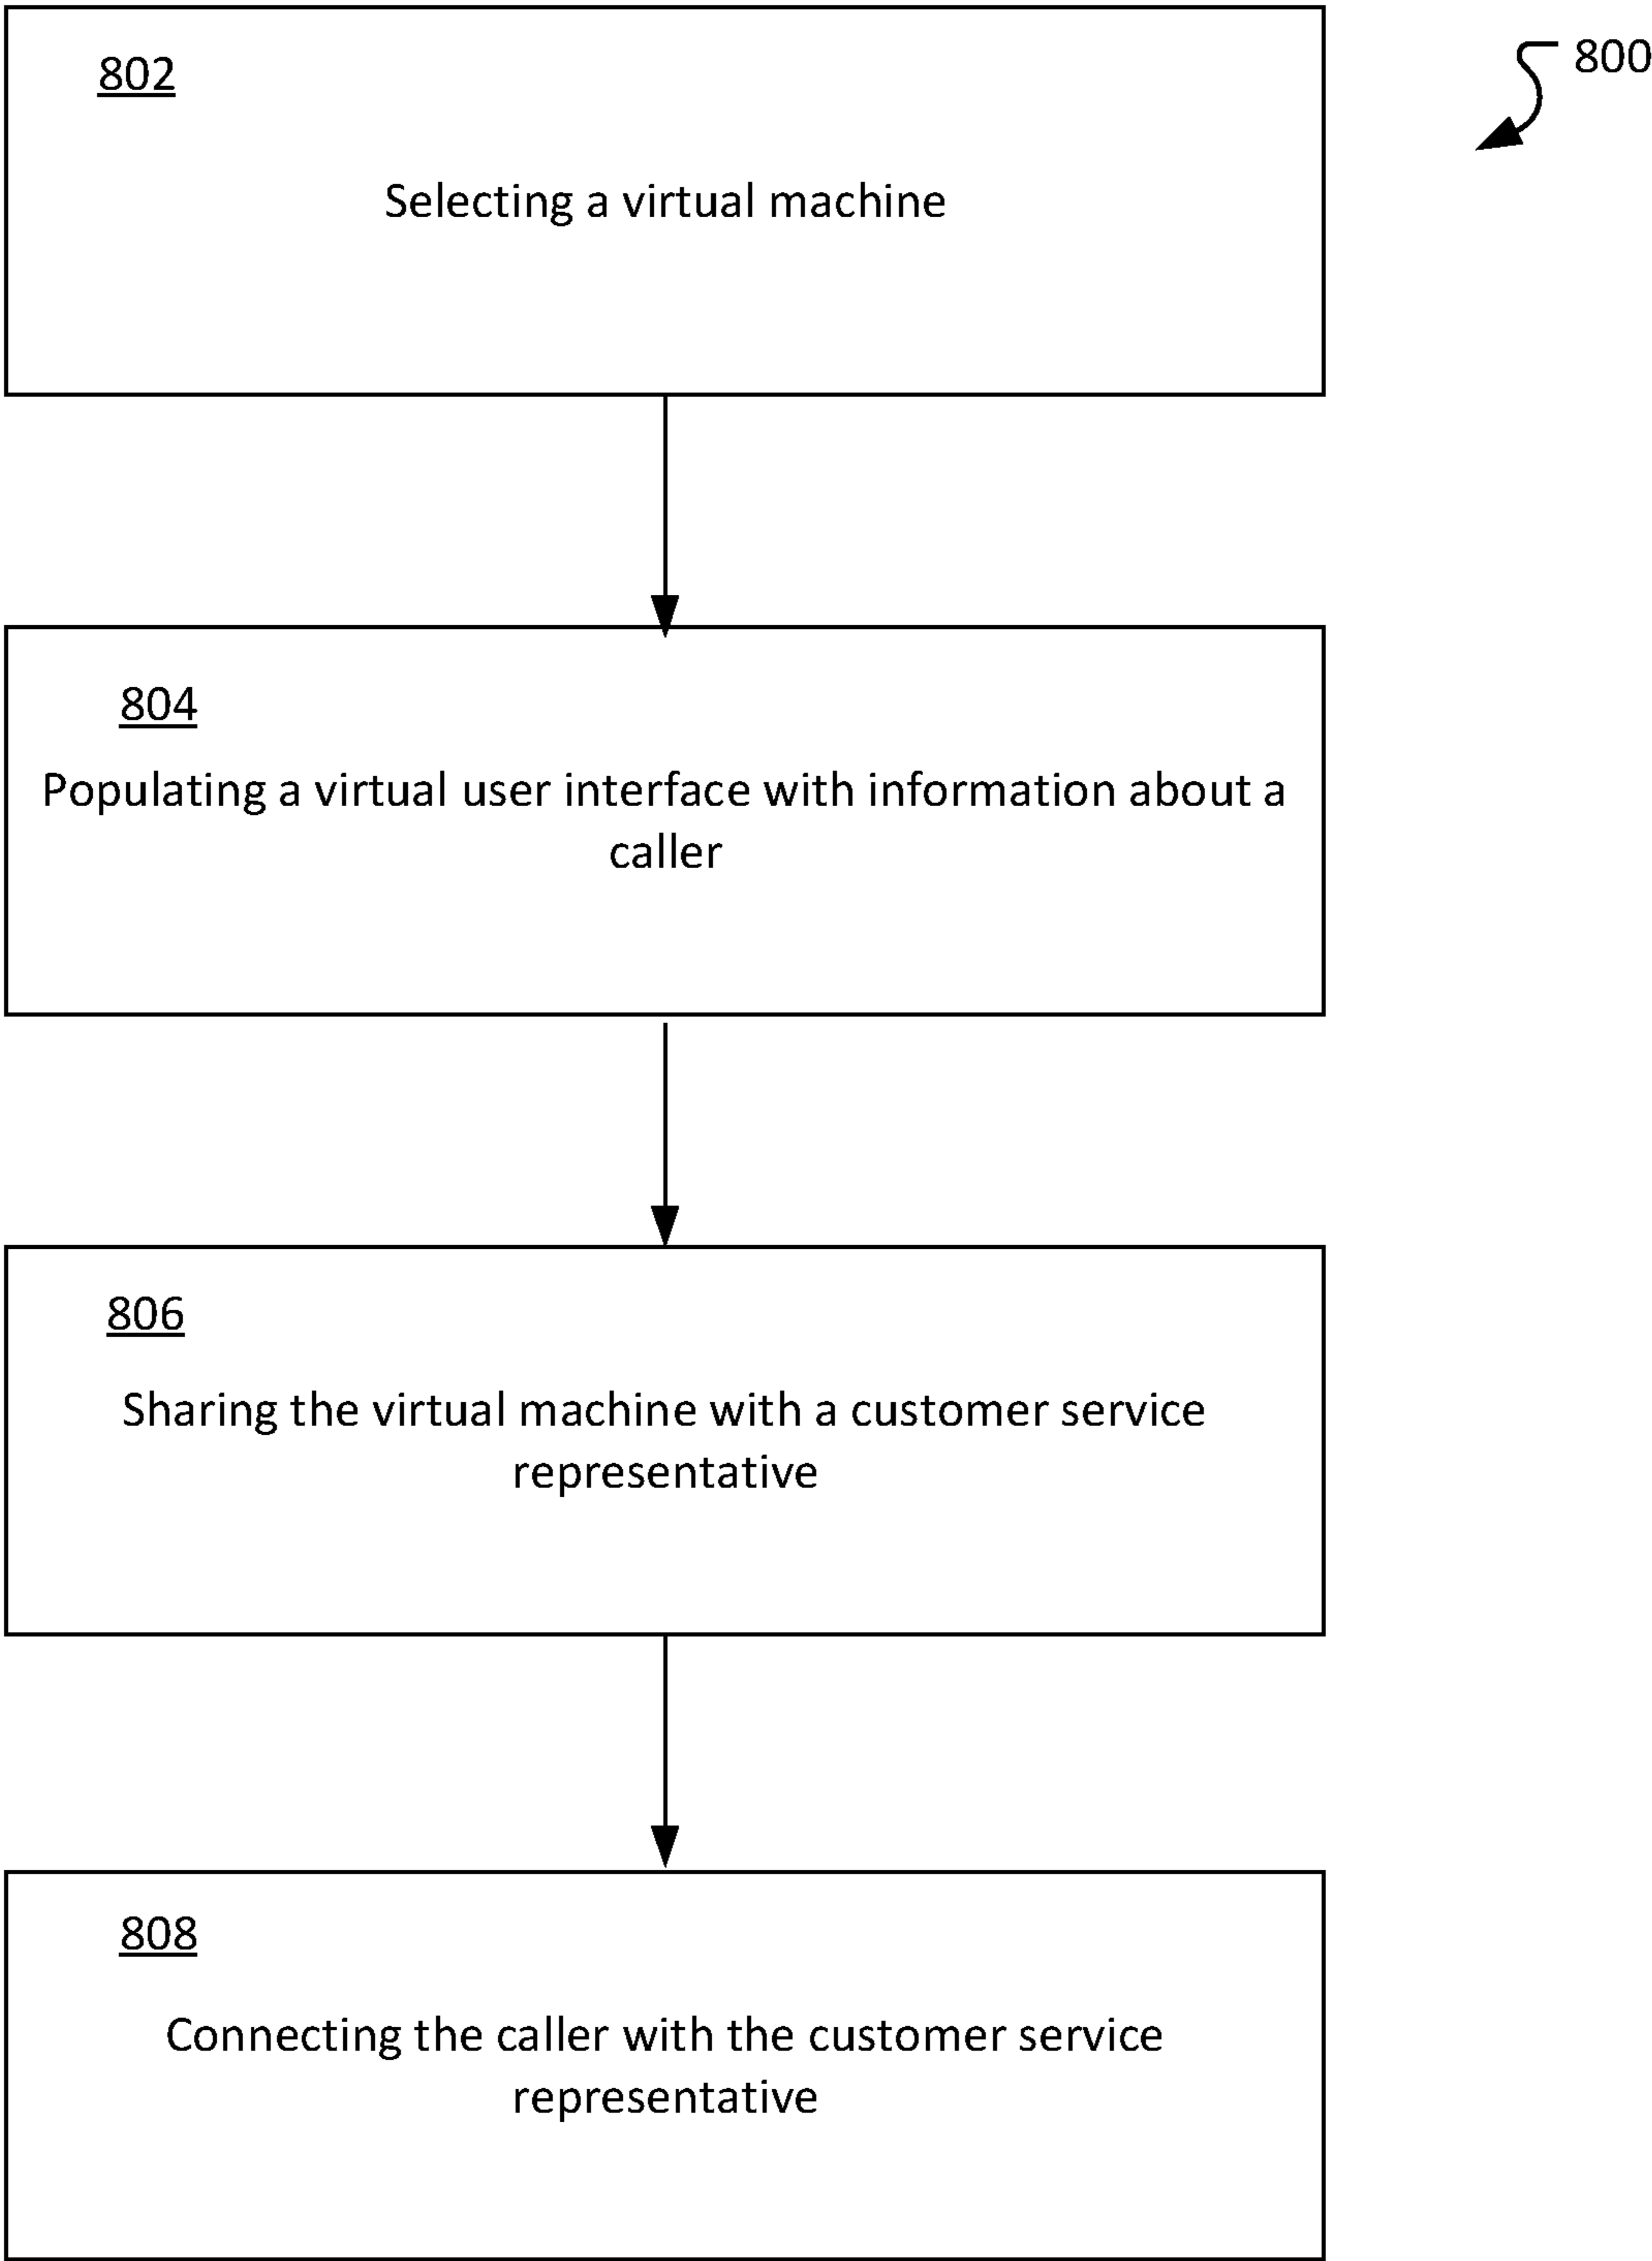 802
800
Selecting a virtual machine
804
Populating a virtual user interface with information about a
caller
806
Sharing the virtual machine with a customer service
representative
808
Connecting the caller with the customer service
representative